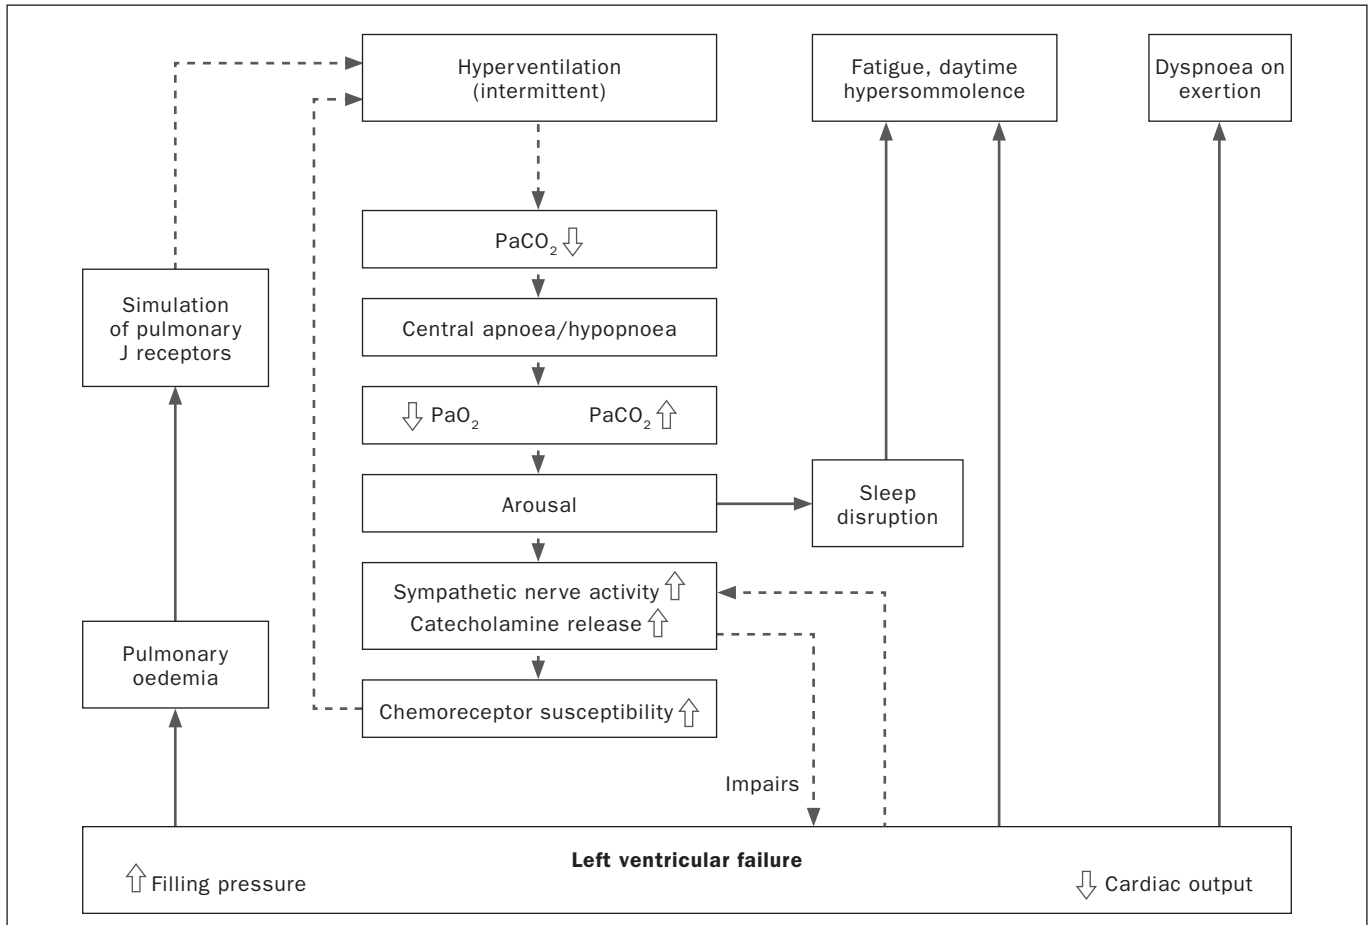 Hyperventilation
(intermittent)
Fatigue, daytime
hypersommolence
Dyspnoea on
exertion
PaCO₂
Simulation
of pulmonary
J receptors
Central apnoea/hypopnoea
PaO₂ PaCO₂
Arousal
Sleep
disruption
Sympathetic nerve activity
Catecholamine release
Pulmonary
oedema
Chemoreceptor susceptibility
Impairs
Left ventricular failure
Filling pressure
Cardiac output